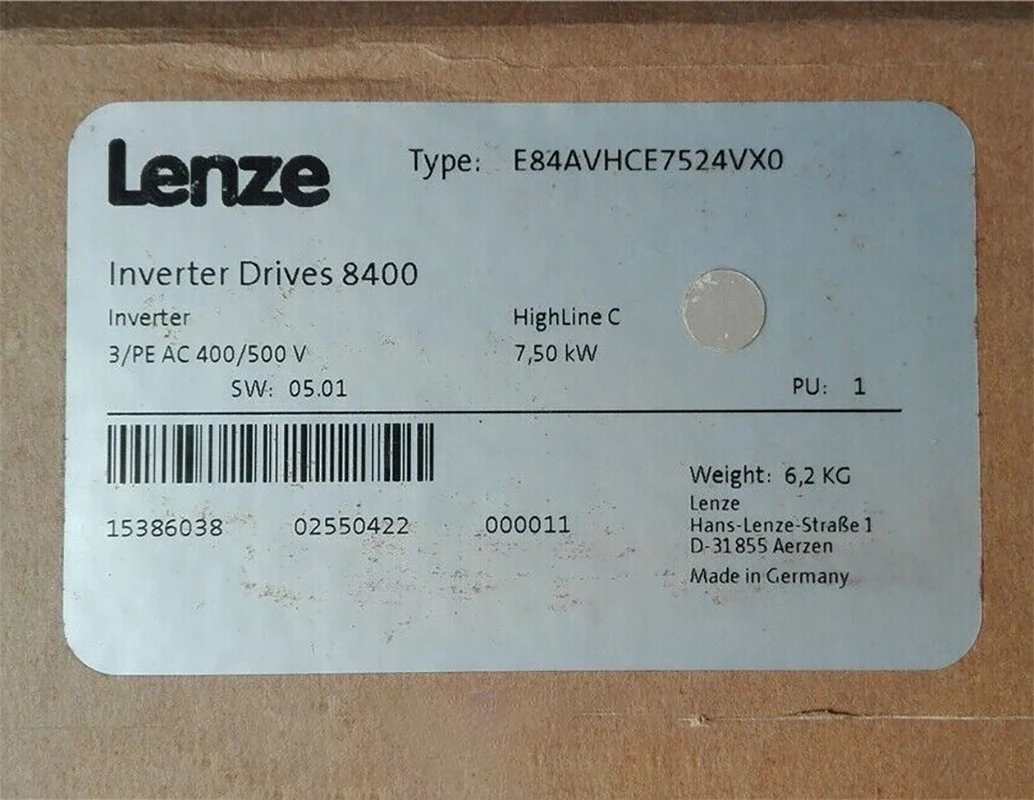 Lenze Type: E84AVHCE7524VX0
Inverter Drives 8400
Inverter HighLine C
3/PE AC 400/500 V 7,50 kW
SW: 05.01 PU: 1
Weight: 6,2 KG
Lenze
15386038 02550422 000011 Hans-Lenze-Straße 1
D-31855 Aerzen
Made in Germany